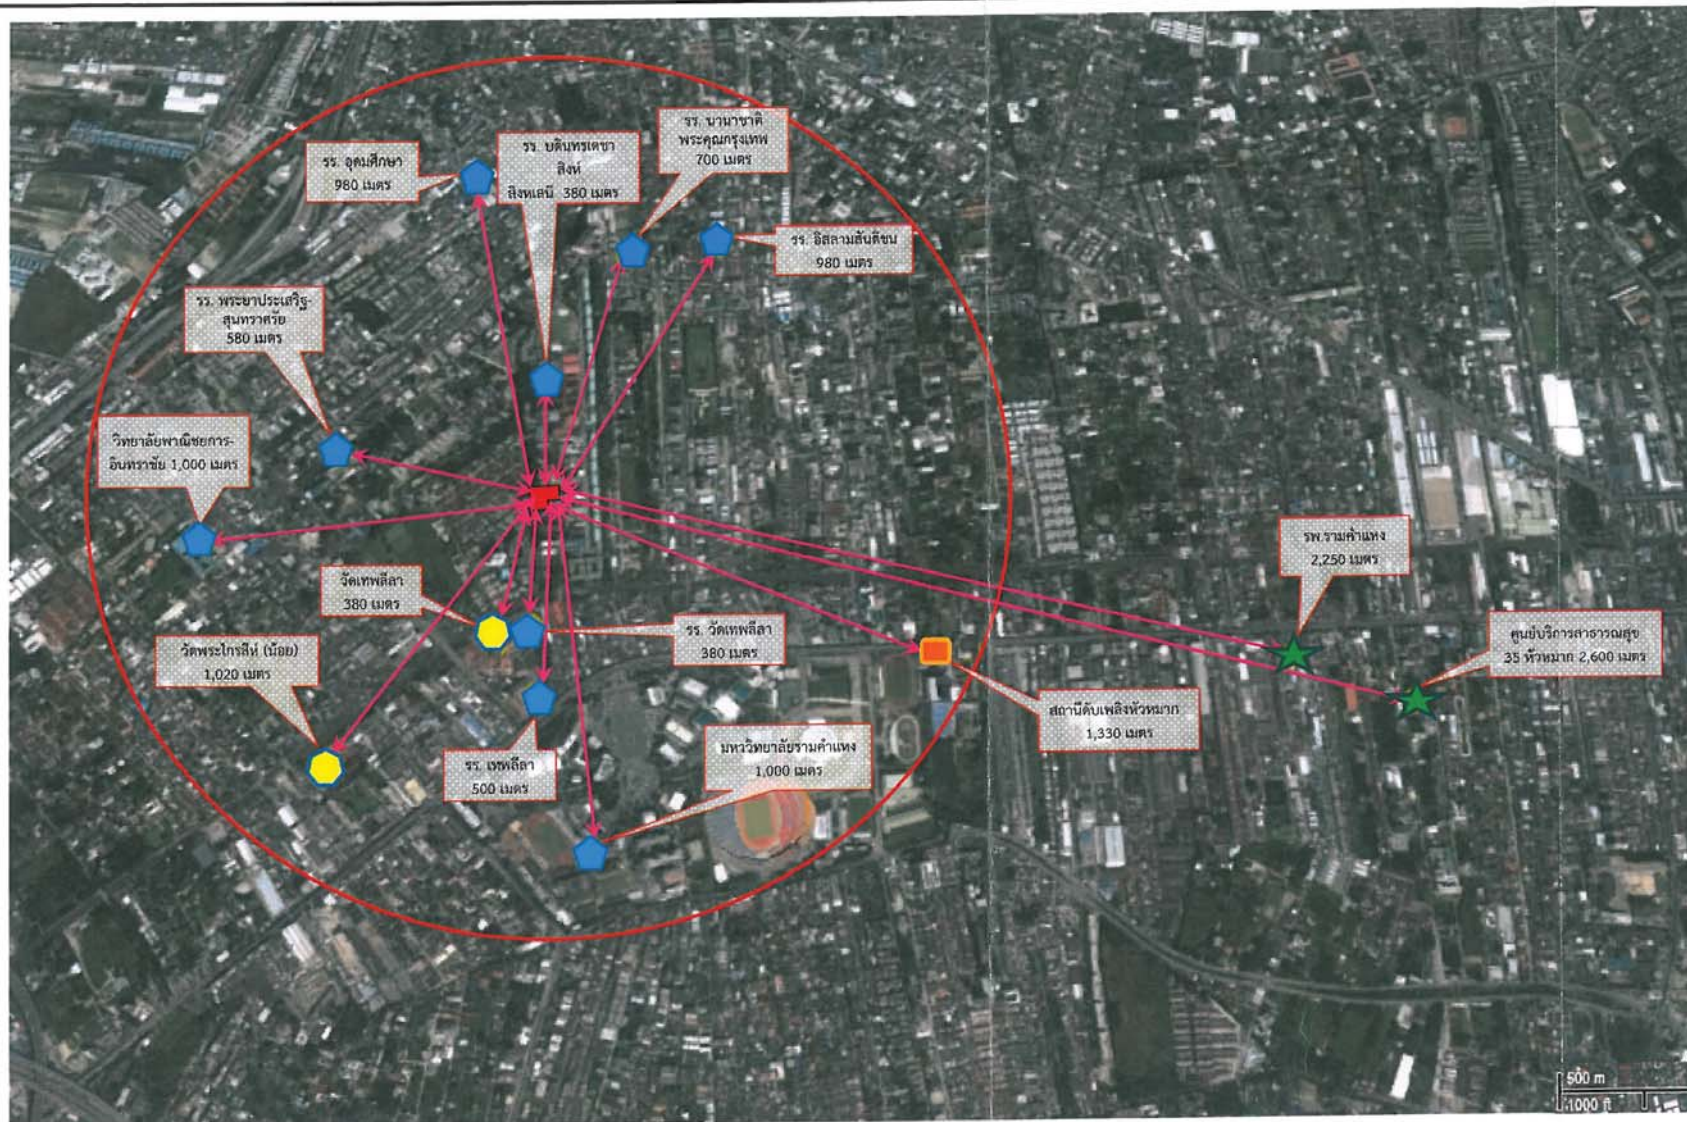 รร. นานาชาติ
พระคุณกรุงเทพ
700 เมตร
รร. บดินทรเดชา
สิงห์
สิงหเสนี 380 เมตร
รร. อุดมศึกษา
980 เมตร
รร. อิสลามสันติชน
980 เมตร
รร. พระยาประเสริฐ-
สุนทราศรัย
580 เมตร
วิทยาลัยพาณิชยการ-
อินทราชัย 1,000 เมตร
รพ.รามคำแหง
2,250 เมตร
วัดเทพลีลา
380 เมตร
รร. วัดเทพลีลา
380 เมตร
ศูนย์บริการสาธารณสุข
35 หัวหมาก 2,600 เมตร
วัดพระไกรสีห์ (น้อย)
1,020 เมตร
สถานีดับเพลิงหัวหมาก
1,330 เมตร
รร. เทพลีลา
500 เมตร
มหาวิทยาลัยรามคำแหง
1,000 เมตร
500 m
1000 ft